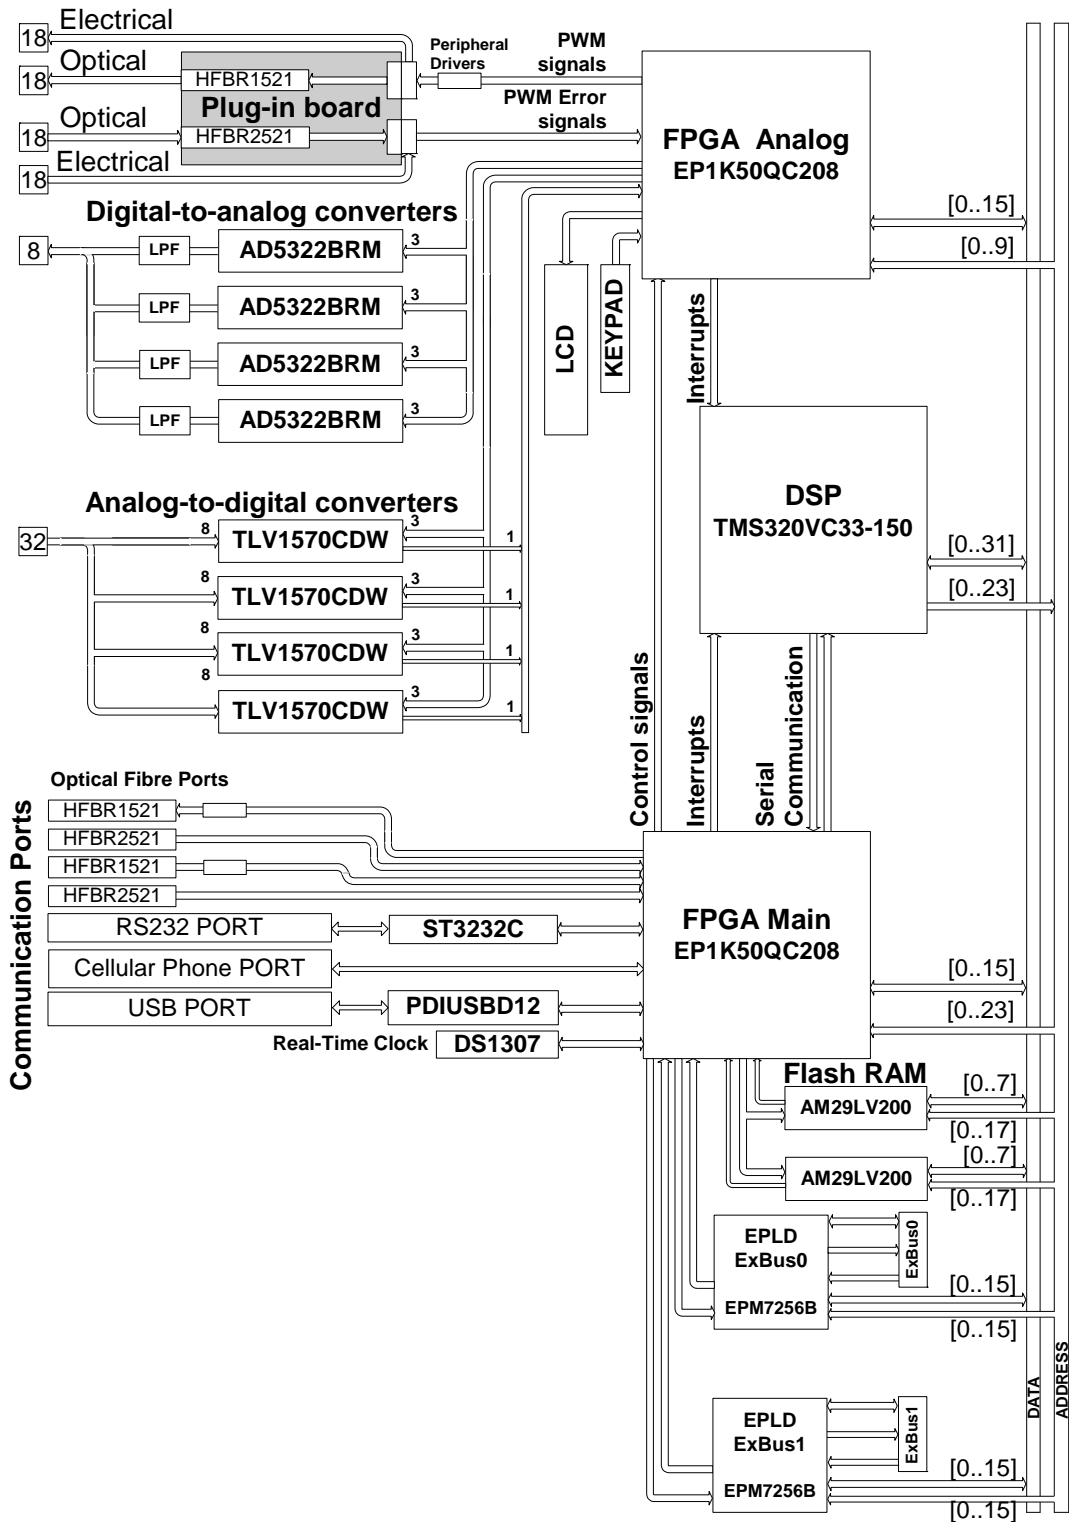 Electrical
18
Optical
18
HFBR1521
Peripheral
Drivers
PWM
signals
Plug-in board
Optical
18
HFBR2521
PWM Error
signals
Electrical
18
FPGA Analog
EP1K50QC208
[0..15]
[0..9]
Digital-to-analog converters
8
LPF
AD5322BRM
3
LPF
AD5322BRM
3
LPF
AD5322BRM
3
LPF
AD5322BRM
3
LCD
KEYPAD
Interrupts
DSP
TMS320VC33-150
[0..31]
[0..23]
Analog-to-digital converters
32
8
TLV1570CDW
3
1
8
TLV1570CDW
3
1
8
TLV1570CDW
3
1
8
TLV1570CDW
3
1
Control signals
Interrupts
Serial
Communication
Communication Ports
Optical Fibre Ports
HFBR1521
HFBR2521
HFBR1521
HFBR2521
RS232 PORT
ST3232C
Cellular Phone PORT
USB PORT
PDIUSBD12
Real-Time Clock
DS1307
FPGA Main
EP1K50QC208
[0..15]
[0..23]
Flash RAM
AM29LV200
[0..7]
[0..17]
AM29LV200
[0..7]
[0..17]
EPLD
ExBus0
EPM7256B
ExBus0
[0..15]
[0..15]
EPLD
ExBus1
EPM7256B
ExBus1
[0..15]
[0..15]
DATA
ADDRESS